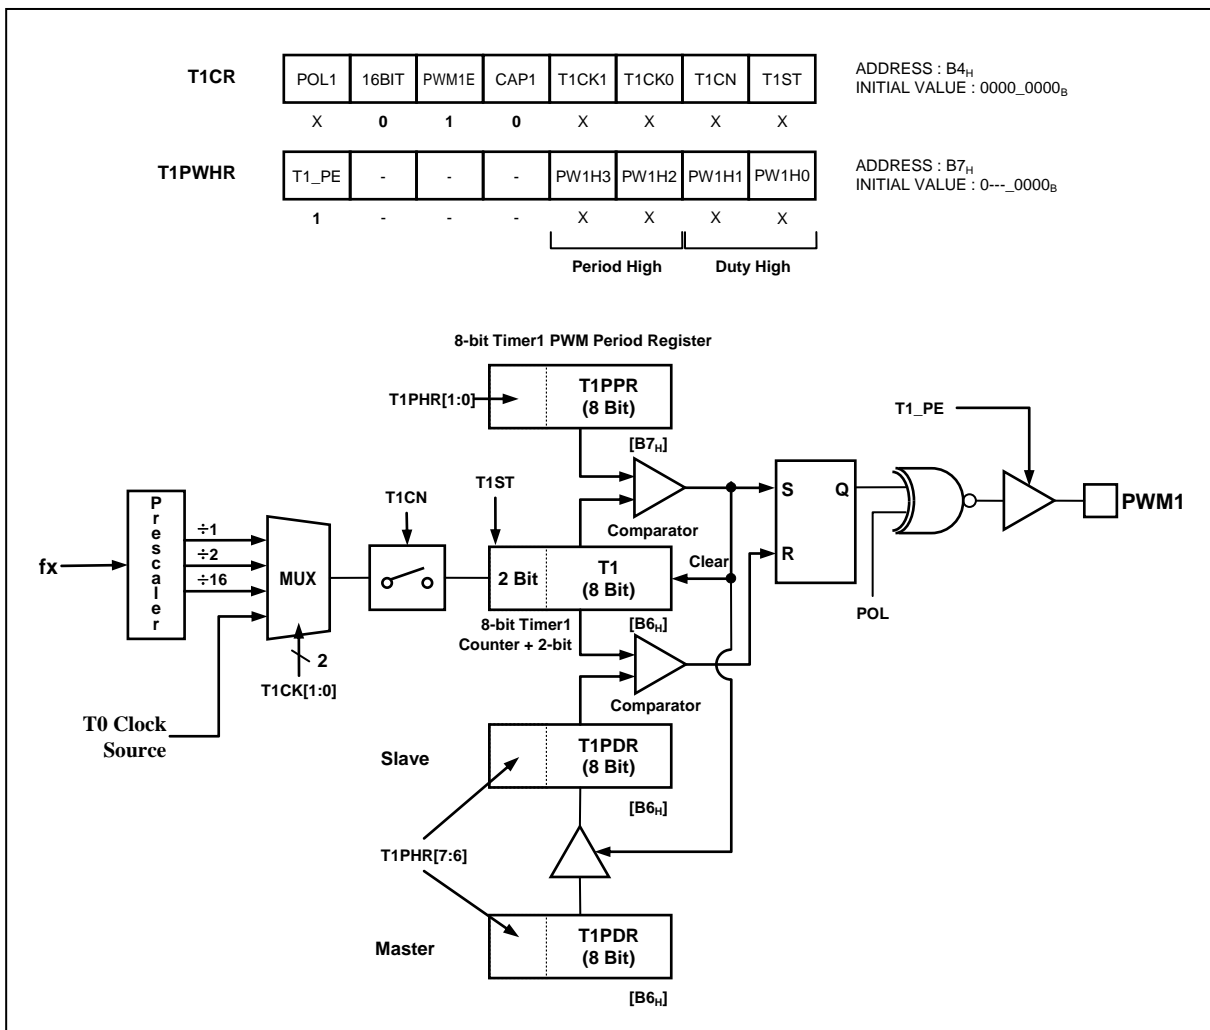 T1CR
POL1 16BIT PWM1E CAP1 T1CK1 T1CK0 T1CN T1ST
ADDRESS : B4H
INITIAL VALUE : 0000_0000B
X 0 1 0 X X X X
T1PWHR
T1_PE - - - PW1H3 PW1H2 PW1H1 PW1H0
ADDRESS : B7H
INITIAL VALUE : 0---_0000B
1 - - - X X X X
Period High Duty High
8-bit Timer1 PWM Period Register
T1PHR[1:0]
T1PPR
(8 Bit)
[B7H]
T1_PE
S Q
R
PWM1
POL
Comparator
Clear
T1ST
T1CN
Prescaler
fx
÷1
÷2
÷16
MUX
2
T1CK[1:0]
T0 Clock
Source
2 Bit
T1
(8 Bit)
[B6H]
8-bit Timer1
Counter + 2-bit
Comparator
Slave
T1PDR
(8 Bit)
[B6H]
T1PHR[7:6]
Master
T1PDR
(8 Bit)
[B6H]